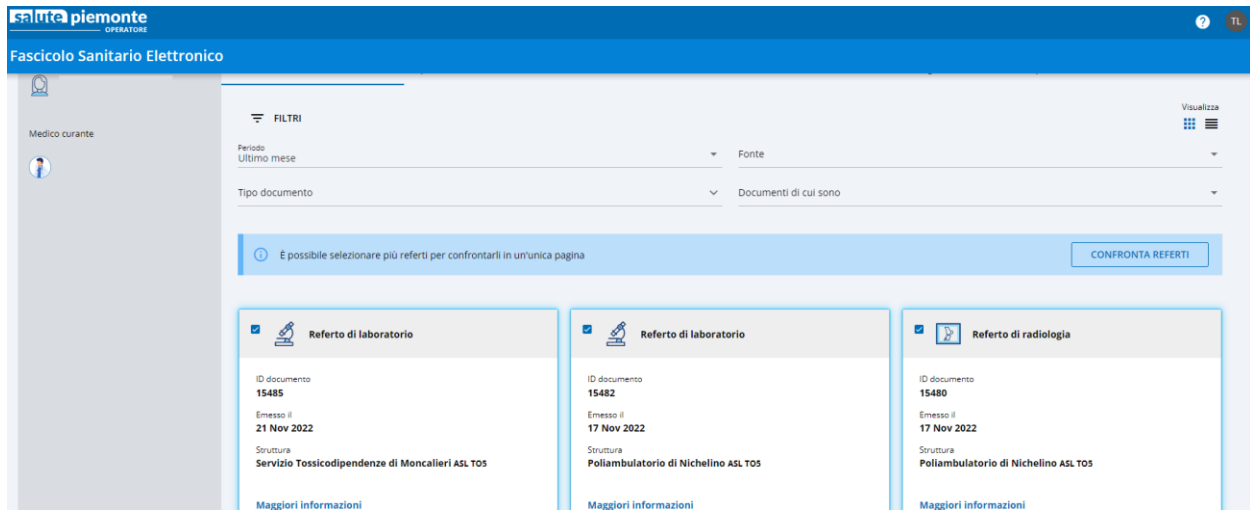 salute piemonte
OPERATORE
?
TL
Fascicolo Sanitario Elettronico
Medico curante
FILTRI
Visualizza
Periodo
Ultimo mese
Fonte
Tipo documento
Documenti di cui sono
È possibile selezionare più referti per confrontarli in un'unica pagina
CONFRONTA REFERTI
Referto di laboratorio
ID documento
15485
Emesso il
21 Nov 2022
Struttura
Servizio Tossicodipendenze di Moncalieri ASL TO5
Maggiori informazioni
Referto di laboratorio
ID documento
15482
Emesso il
17 Nov 2022
Struttura
Poliambulatorio di Nichelino ASL TO5
Maggiori informazioni
Referto di radiologia
ID documento
15480
Emesso il
17 Nov 2022
Struttura
Poliambulatorio di Nichelino ASL TO5
Maggiori informazioni